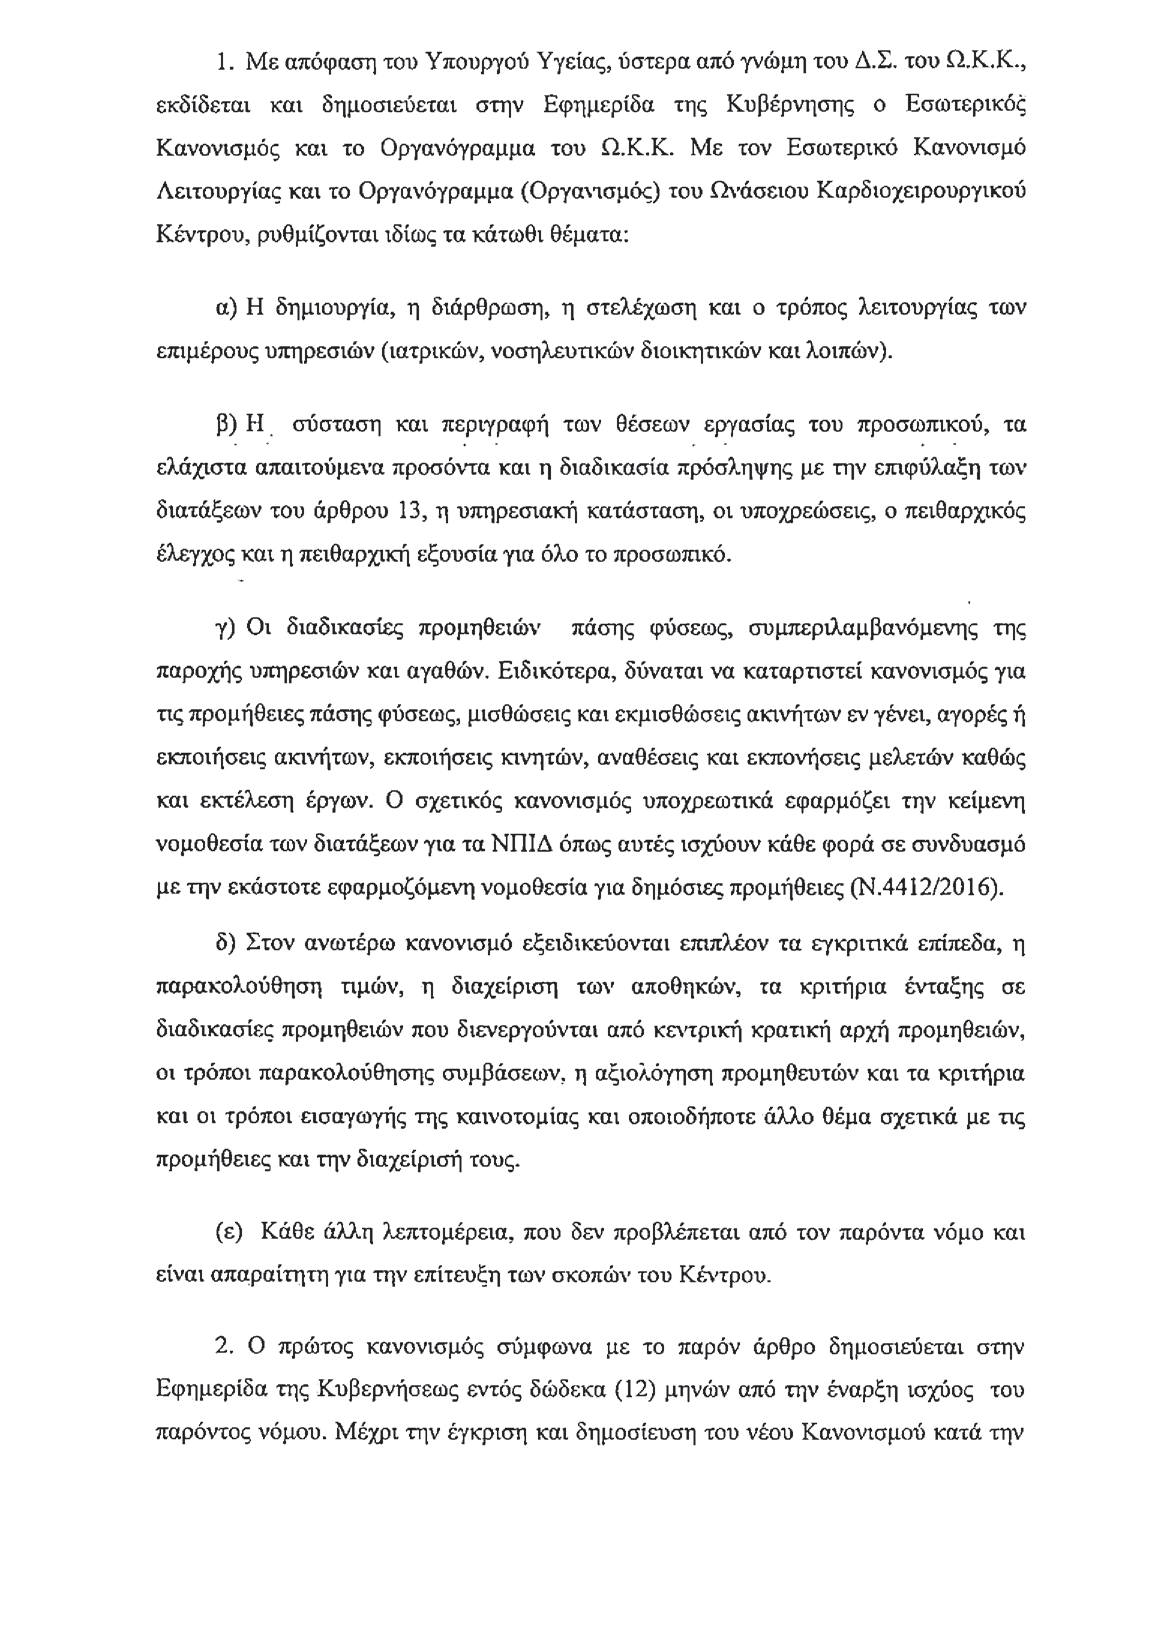 1. Με απόφαση του Υπουργού Υγείας, ύστερα από γνώμη του Δ.Σ. του Ω.Κ.Κ.,
εκδίδεται και δημοσιεύεται στην Εφημερίδα της Κυβέρνησης ο Εσωτερικός
Κανονισμός και το Οργανόγραμμα του Ω.Κ.Κ. Με τον Εσωτερικό Κανονισμό
Λειτουργίας και το Οργανόγραμμα (Οργανισμός) του Ωνάσειου Καρδιοχειρουργικού
Κέντρου, ρυθμίζονται ιδίως τα κάτωθι θέματα:
α) Η δημιουργία, η διάρθρωση, η στελέχωση και ο τρόπος λειτουργίας των
επιμέρους υπηρεσιών (ιατρικών, νοσηλευτικών διοικητικών και λοιπών).
β) Η σύσταση και περιγραφή των θέσεων εργασίας του προσωπικού, τα
ελάχιστα απαιτούμενα προσόντα και η διαδικασία πρόσληψης με την επιφύλαξη των
διατάξεων του άρθρου 13, η υπηρεσιακή κατάσταση, οι υποχρεώσεις, ο πειθαρχικός
έλεγχος και η πειθαρχική εξουσία για όλο το προσωπικό.
γ) Οι διαδικασίες προμηθειών πάσης φύσεως, συμπεριλαμβανόμενης της
παροχής υπηρεσιών και αγαθών. Ειδικότερα, δύναται να καταρτιστεί κανονισμός για
τις προμήθειες πάσης φύσεως, μισθώσεις και εκμισθώσεις ακινήτων εν γένει, αγορές ή
εκποιήσεις ακινήτων, εκποιήσεις κινητών, αναθέσεις και εκπονήσεις μελετών καθώς
και εκτέλεση έργων. Ο σχετικός κανονισμός υποχρεωτικά εφαρμόζει την κείμενη
νομοθεσία των διατάξεων για τα ΝΠΙΔ όπως αυτές ισχύουν κάθε φορά σε συνδυασμό
με την εκάστοτε εφαρμοζόμενη νομοθεσία για δημόσιες προμήθειες (Ν.4412/2016).
δ) Στον ανωτέρω κανονισμό εξειδικεύονται επιπλέον τα εγκριτικά επίπεδα, η
παρακολούθηση τιμών, η διαχείριση των αποθηκών, τα κριτήρια ένταξης σε
διαδικασίες προμηθειών που διενεργούνται από κεντρική κρατική αρχή προμηθειών,
οι τρόποι παρακολούθησης συμβάσεων, η αξιολόγηση προμηθευτών και τα κριτήρια
και οι τρόποι εισαγωγής της καινοτομίας και οποιοδήποτε άλλο θέμα σχετικά με τις
προμήθειες και την διαχείρισή τους.
(ε) Κάθε άλλη λεπτομέρεια, που δεν προβλέπεται από τον παρόντα νόμο και
είναι απαραίτητη για την επίτευξη των σκοπών του Κέντρου.
2. Ο πρώτος κανονισμός σύμφωνα με το παρόν άρθρο δημοσιεύεται στην
Εφημερίδα της Κυβερνήσεως εντός δώδεκα (12) μηνών από την έναρξη ισχύος του
παρόντος νόμου. Μέχρι την έγκριση και δημοσίευση του νέου Κανονισμού κατά την